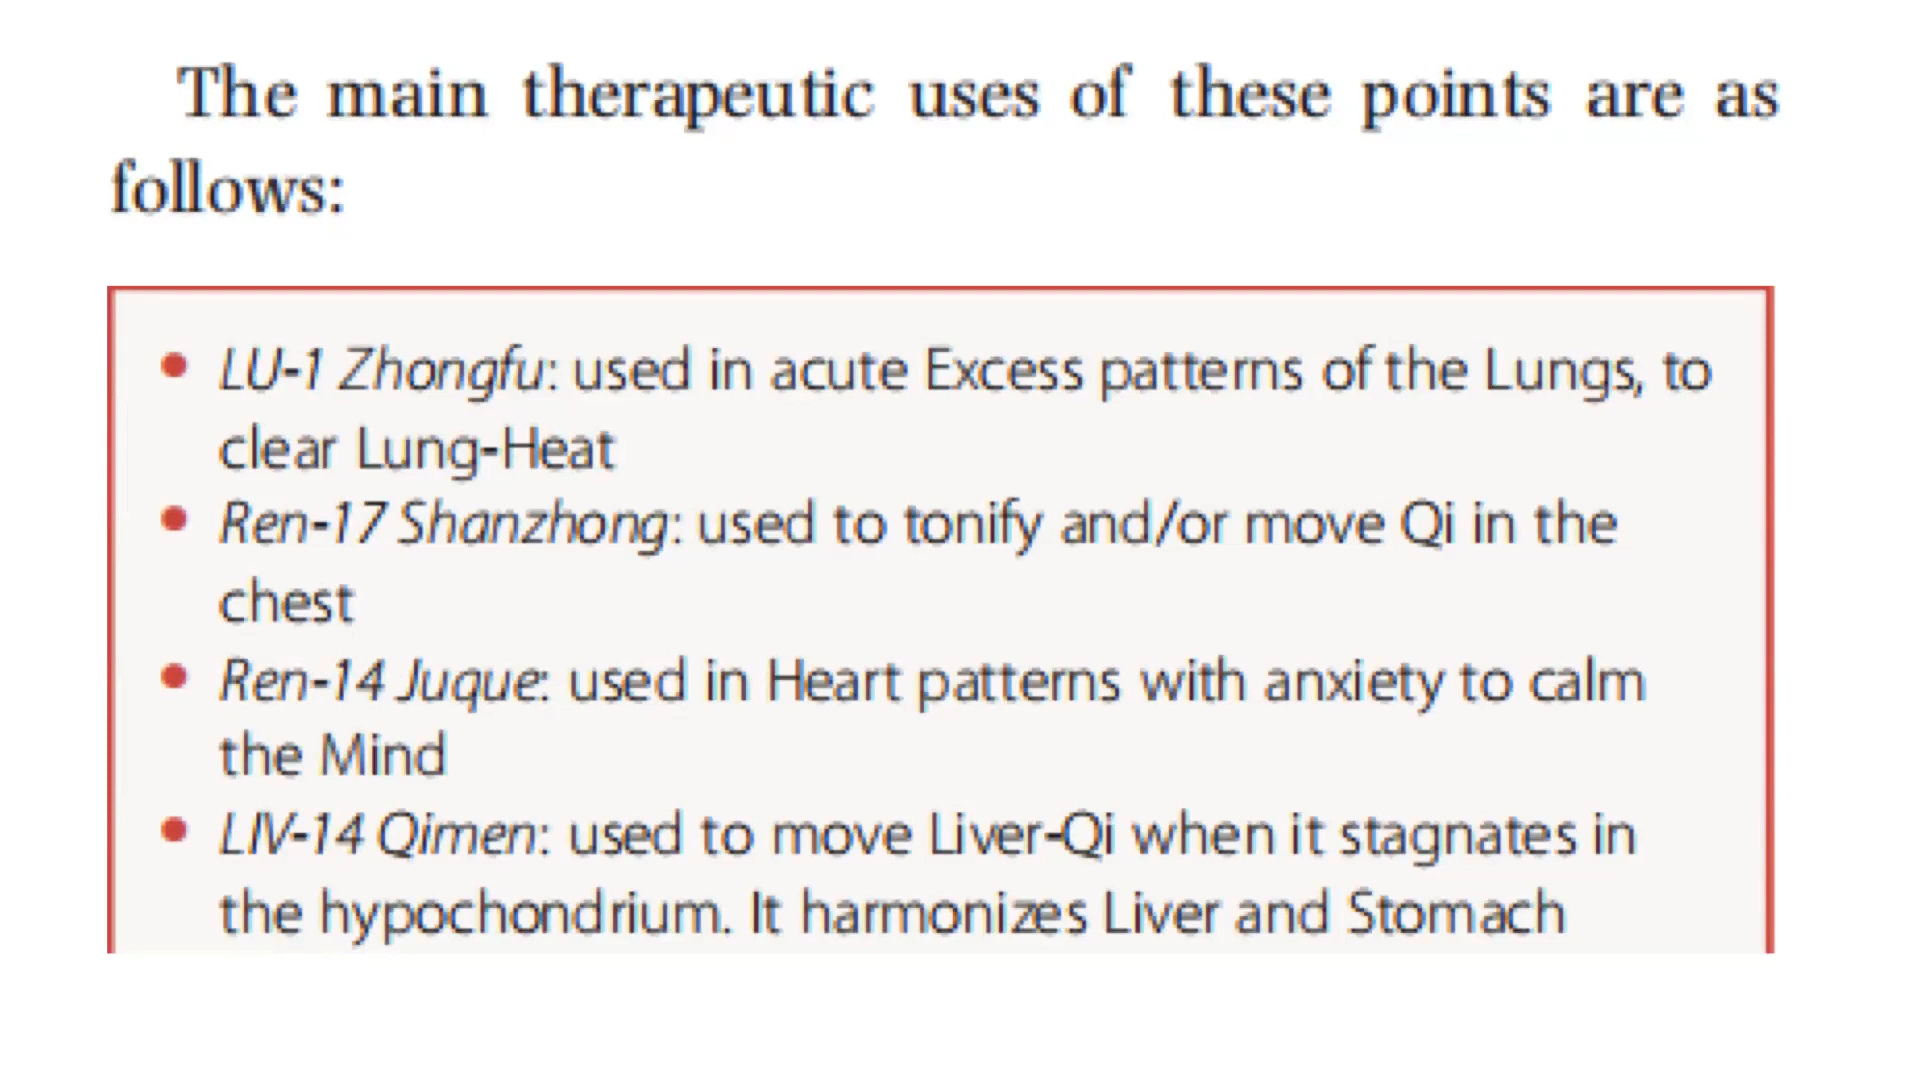 The main therapeutic uses of these points are as
follows:
• LU-1 Zhongfu: used in acute Excess patterns of the Lungs, to
clear Lung-Heat
• Ren-17 Shanzhong: used to tonify and/or move Qi in the
chest
• Ren-14 Juque: used in Heart patterns with anxiety to calm
the Mind
• LIV-14 Qimen: used to move Liver-Qi when it stagnates in
the hypochondrium. It harmonizes Liver and Stomach